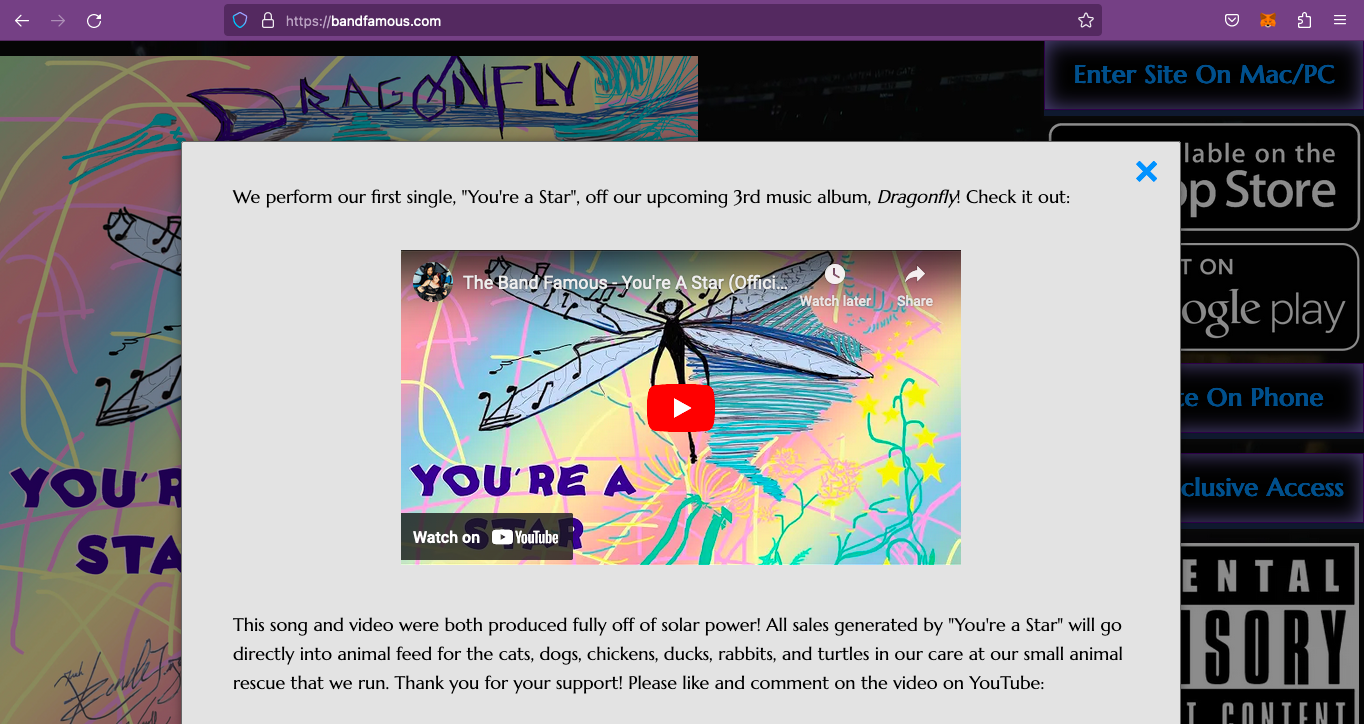 https://bandfamous.com
DRAGONFLY
Enter Site On Mac/PC
lable on the
pp Store
We perform our first single, "You're a Star", off our upcoming 3rd music album, Dragonfly! Check it out:
T ON
oogle play
The Band Famous - You're A Star (Offici...
Watch later
Share
te On Phone
clusive Access
YOU'RE A
STAR
Watch on YouTube
YOU'R
STA
ENTAL
ISORY
T CONTENT
This song and video were both produced fully off of solar power! All sales generated by "You're a Star" will go
directly into animal feed for the cats, dogs, chickens, ducks, rabbits, and turtles in our care at our small animal
rescue that we run. Thank you for your support! Please like and comment on the video on YouTube: